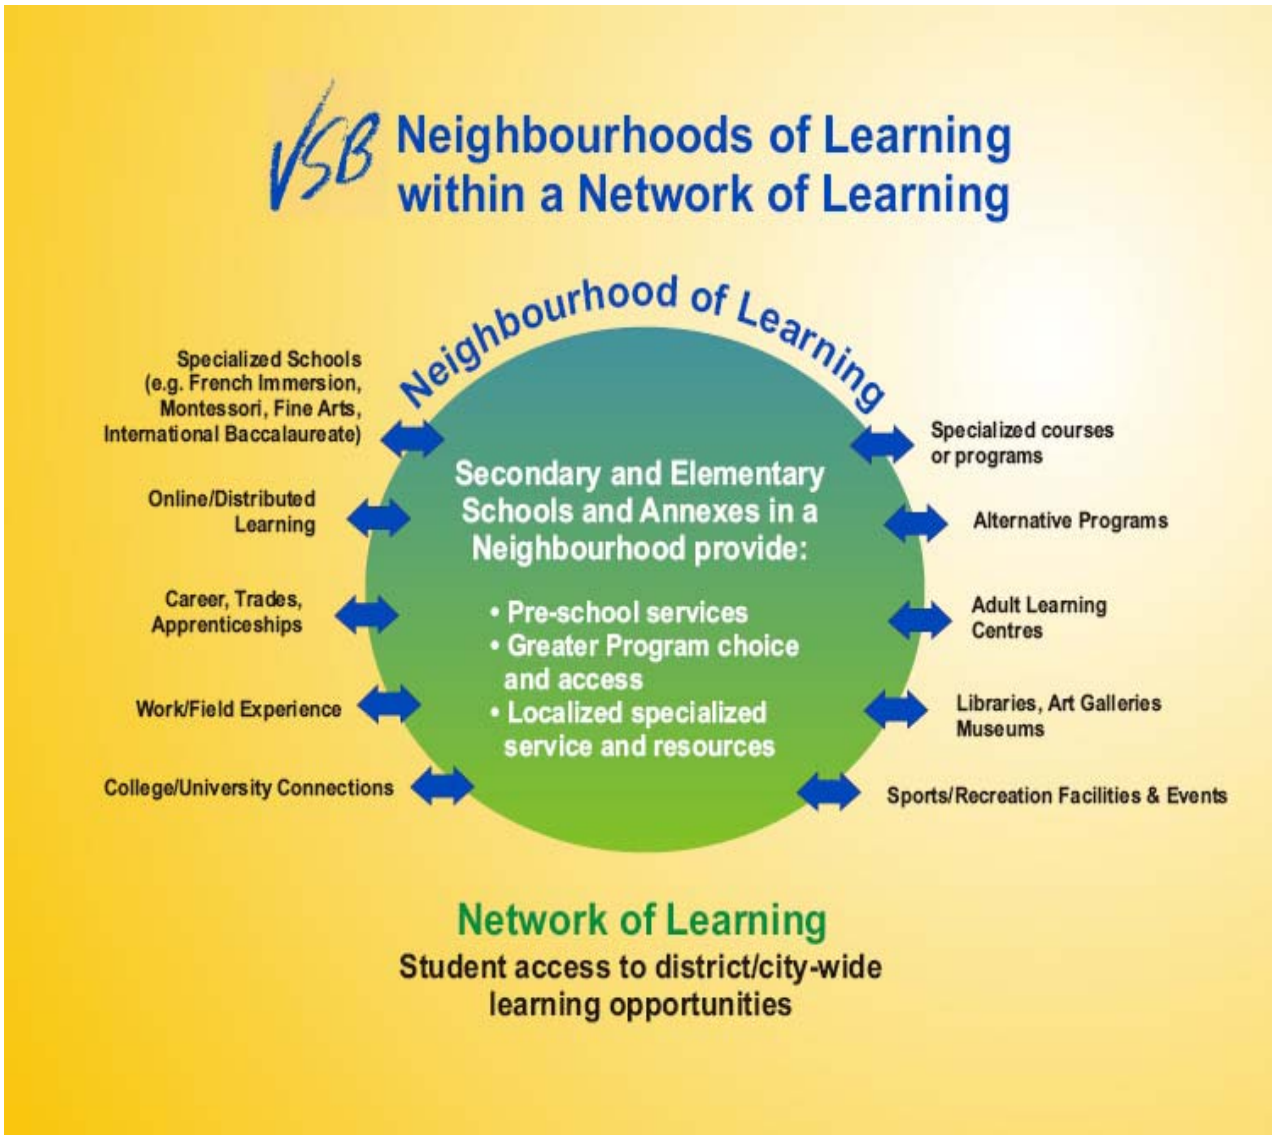 VSB
Neighbourhoods of Learning
within a Network of Learning
Neighbourhood of Learning
Specialized Schools
(e.g. French Immersion,
Montessori, Fine Arts,
International Baccalaureate)
Online/Distributed
Learning
Career, Trades,
Apprenticeships
Work/Field Experience
College/University Connections
Secondary and Elementary
Schools and Annexes in a
Neighbourhood provide:
• Pre-school services
• Greater Program choice
and access
• Localized specialized
service and resources
Specialized courses
or programs
Alternative Programs
Adult Learning
Centres
Libraries, Art Galleries
Museums
Sports/Recreation Facilities & Events
Network of Learning
Student access to district/city-wide
learning opportunities